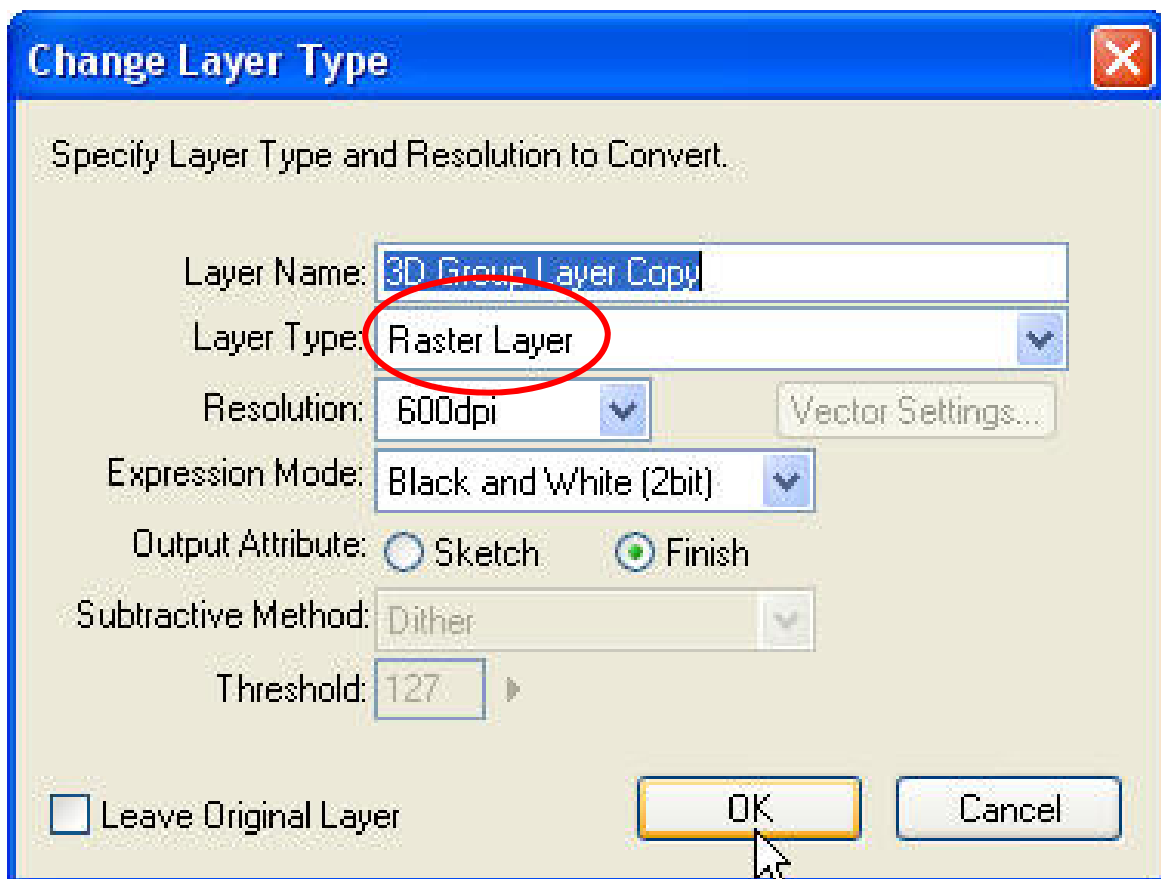 Change Layer Type
Specify Layer Type and Resolution to Convert.
Layer Name: 3D Group Layer Copy
Layer Type: Raster Layer
Resolution: 600dpi Vector Settings...
Expression Mode: Black and White (2bit)
Output Attribute: Sketch Finish
Subtractive Method: Dither
Threshold: 127
Leave Original Layer OK Cancel